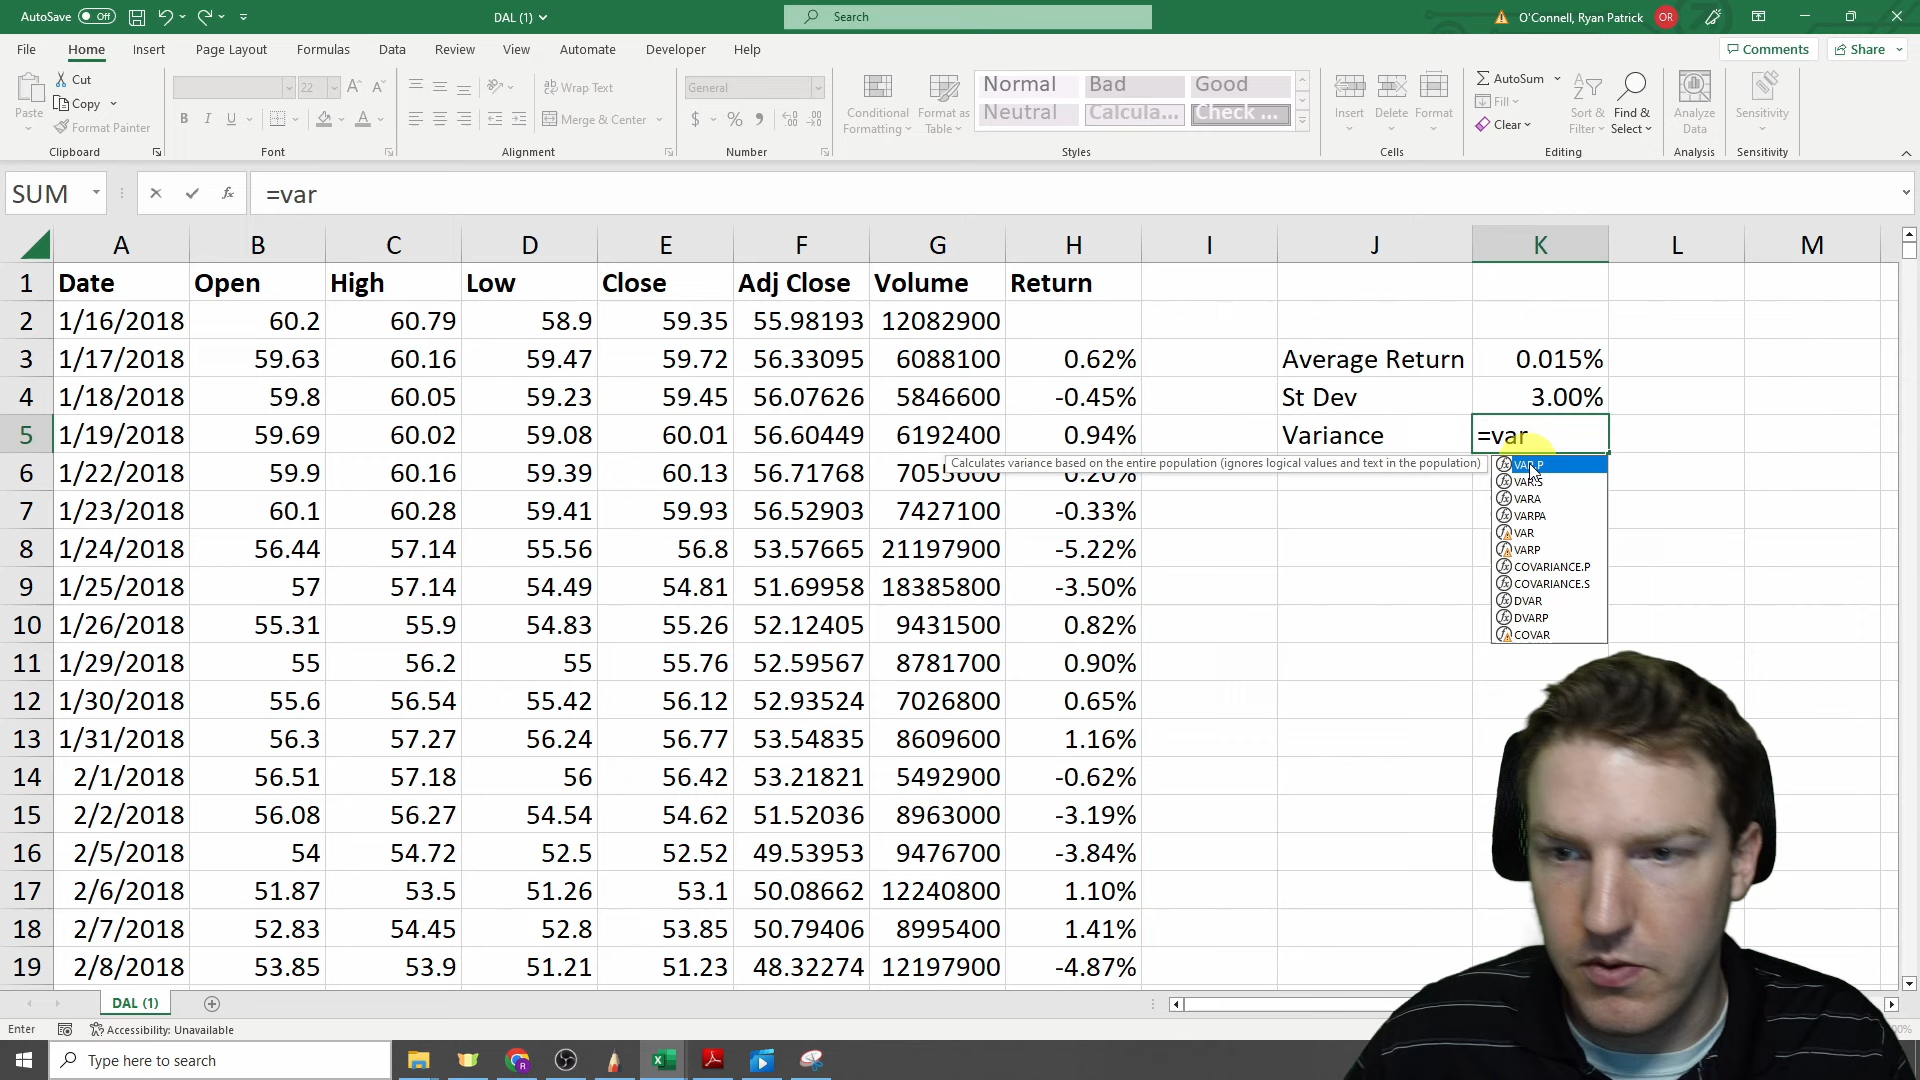 AutoSave Off DAL (1) Search O'Connell, Ryan Patrick OR
File Home Insert Page Layout Formulas Data Review View Automate Developer Help Comments Share
Paste Cut Copy Format Painter Clipboard
22 B I U Font
Wrap Text Merge & Center Alignment
General $ % 9 Number
Conditional Formatting Format as Table
Normal Bad Good
Neutral Calcula... Check ...
Styles
Insert Delete Format Cells
AutoSum Fill Clear Sort & Filter Find & Select Editing
Analyze Data Analysis
Sensitivity Sensitivity
SUM fx =var
A B C D E F G H I J K L M
1 Date Open High Low Close Adj Close Volume Return
2 1/16/2018 60.2 60.79 58.9 59.35 55.98193 12082900
3 1/17/2018 59.63 60.16 59.47 59.72 56.33095 6088100 0.62% Average Return 0.015%
4 1/18/2018 59.8 60.05 59.23 59.45 56.07626 5846600 -0.45% St Dev 3.00%
5 1/19/2018 59.69 60.02 59.08 60.01 56.60449 6192400 0.94% Variance =var
Calculates variance based on the entire population (ignores logical values and text in the population)
VAR.P
VAR.S
VARA
VARPA
VAR
VARP
COVARIANCE.P
COVARIANCE.S
DVAR
DVARP
COVAR
6 1/22/2018 59.9 60.16 59.39 60.13 56.71768 7055600 0.20%
7 1/23/2018 60.1 60.28 59.41 59.93 56.52903 7427100 -0.33%
8 1/24/2018 56.44 57.14 55.56 56.8 53.57665 21197900 -5.22%
9 1/25/2018 57 57.14 54.49 54.81 51.69958 18385800 -3.50%
10 1/26/2018 55.31 55.9 54.83 55.26 52.12405 9431500 0.82%
11 1/29/2018 55 56.2 55 55.76 52.59567 8781700 0.90%
12 1/30/2018 55.6 56.54 55.42 56.12 52.93524 7026800 0.65%
13 1/31/2018 56.3 57.27 56.24 56.77 53.54835 8609600 1.16%
14 2/1/2018 56.51 57.18 56 56.42 53.21821 5492900 -0.62%
15 2/2/2018 56.08 56.27 54.54 54.62 51.52036 8963000 -3.19%
16 2/5/2018 54 54.72 52.5 52.52 49.53953 9476700 -3.84%
17 2/6/2018 51.87 53.5 51.26 53.1 50.08662 12240800 1.10%
18 2/7/2018 52.83 54.45 52.8 53.85 50.79406 8995400 1.41%
19 2/8/2018 53.85 53.9 51.21 51.23 48.32274 12197900 -4.87%
DAL (1)
Enter Accessibility: Unavailable
Type here to search